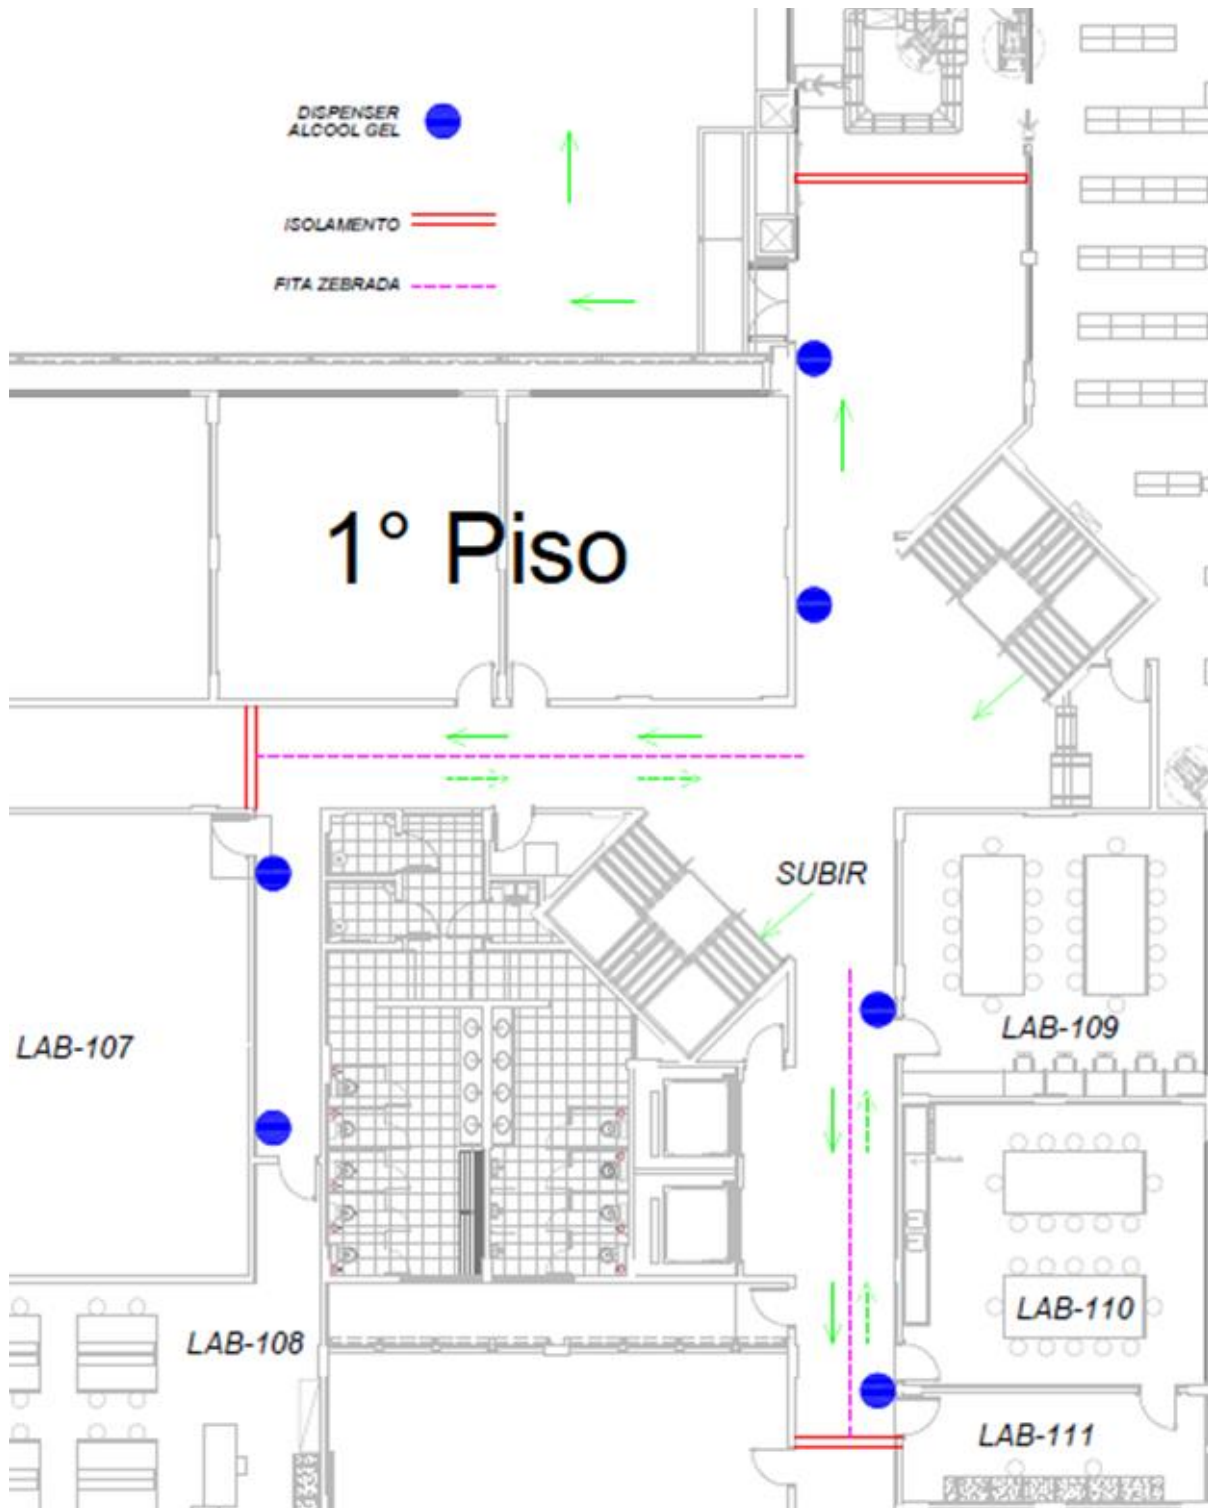 DISPENSER
ALCOOL GEL
ISOLAMENTO
FITA ZEBRADA
1° Piso
SUBIR
LAB-107
LAB-109
LAB-110
LAB-108
LAB-111